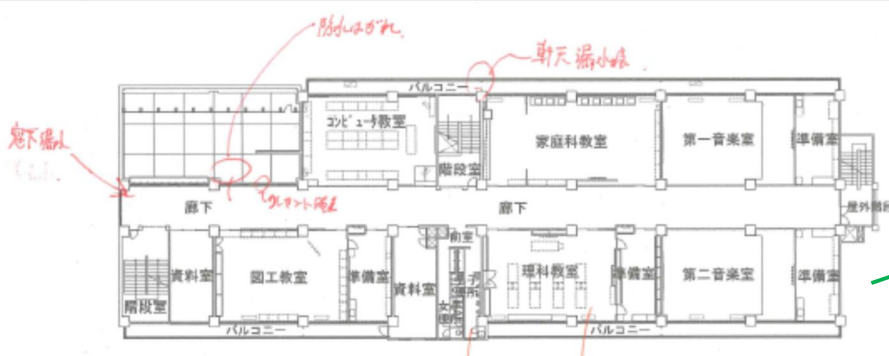 防水はがれ
軒天漏水痕
バルコニー
コンピュータ教室
階段室
家庭科教室
第一音楽室
準備室
窓下漏水
廊下
廊下
屋外階段
前室
資料室
図工教室
準備室
資料室
理科教室
準備室
第二音楽室
準備室
階段室
女
バルコニー
バルコニー